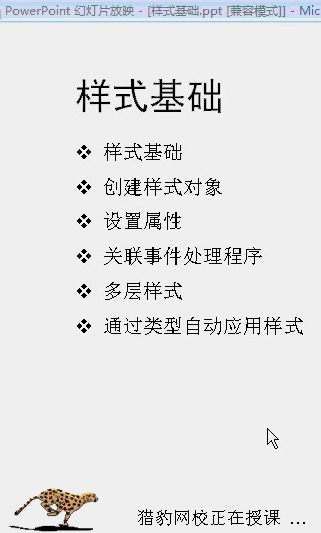 PowerPoint 幻灯片放映 - [样式基础.ppt [兼容模式]] - Mic
样式基础
❖ 样式基础
❖ 创建样式对象
❖ 设置属性
❖ 关联事件处理程序
❖ 多层样式
❖ 通过类型自动应用样式
猎豹网校正在授课 ...